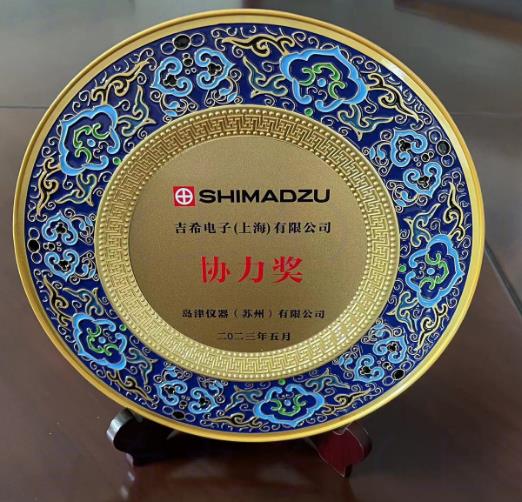 SHIMADZU
吉希电子(上海)有限公司
协力奖
岛津仪器（苏州）有限公司
二〇二三年五月